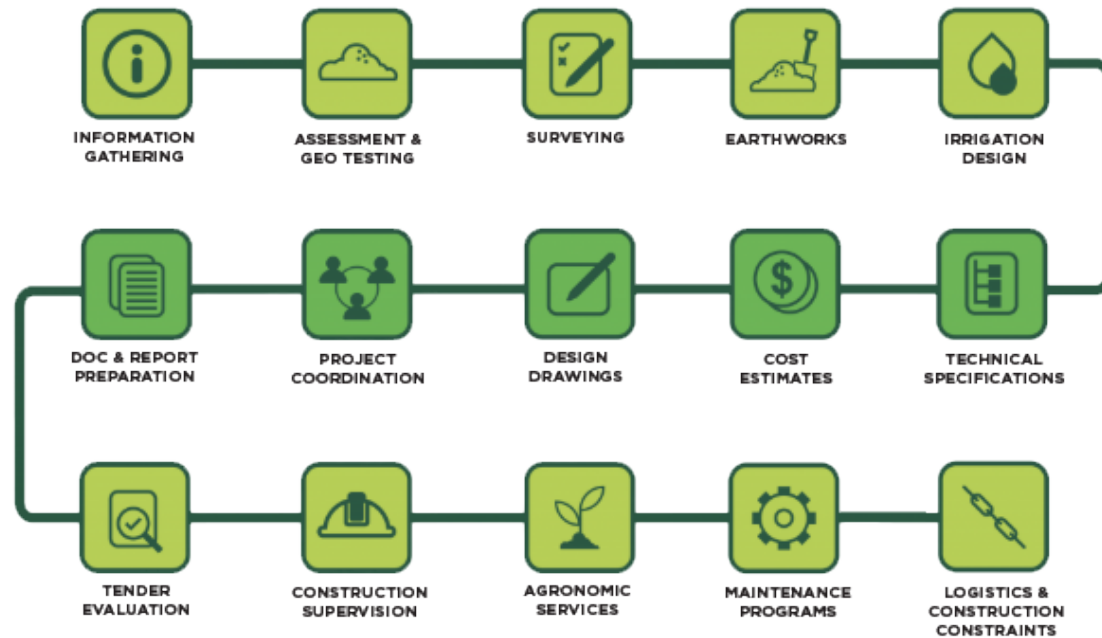 INFORMATION
GATHERING
ASSESSMENT &
GEO TESTING
SURVEYING
EARTHWORKS
IRRIGATION
DESIGN
DOC & REPORT
PREPARATION
PROJECT
COORDINATION
DESIGN
DRAWINGS
$
COST
ESTIMATES
TECHNICAL
SPECIFICATIONS
TENDER
EVALUATION
CONSTRUCTION
SUPERVISION
AGRONOMIC
SERVICES
MAINTENANCE
PROGRAMS
LOGISTICS &
CONSTRUCTION
CONSTRAINTS